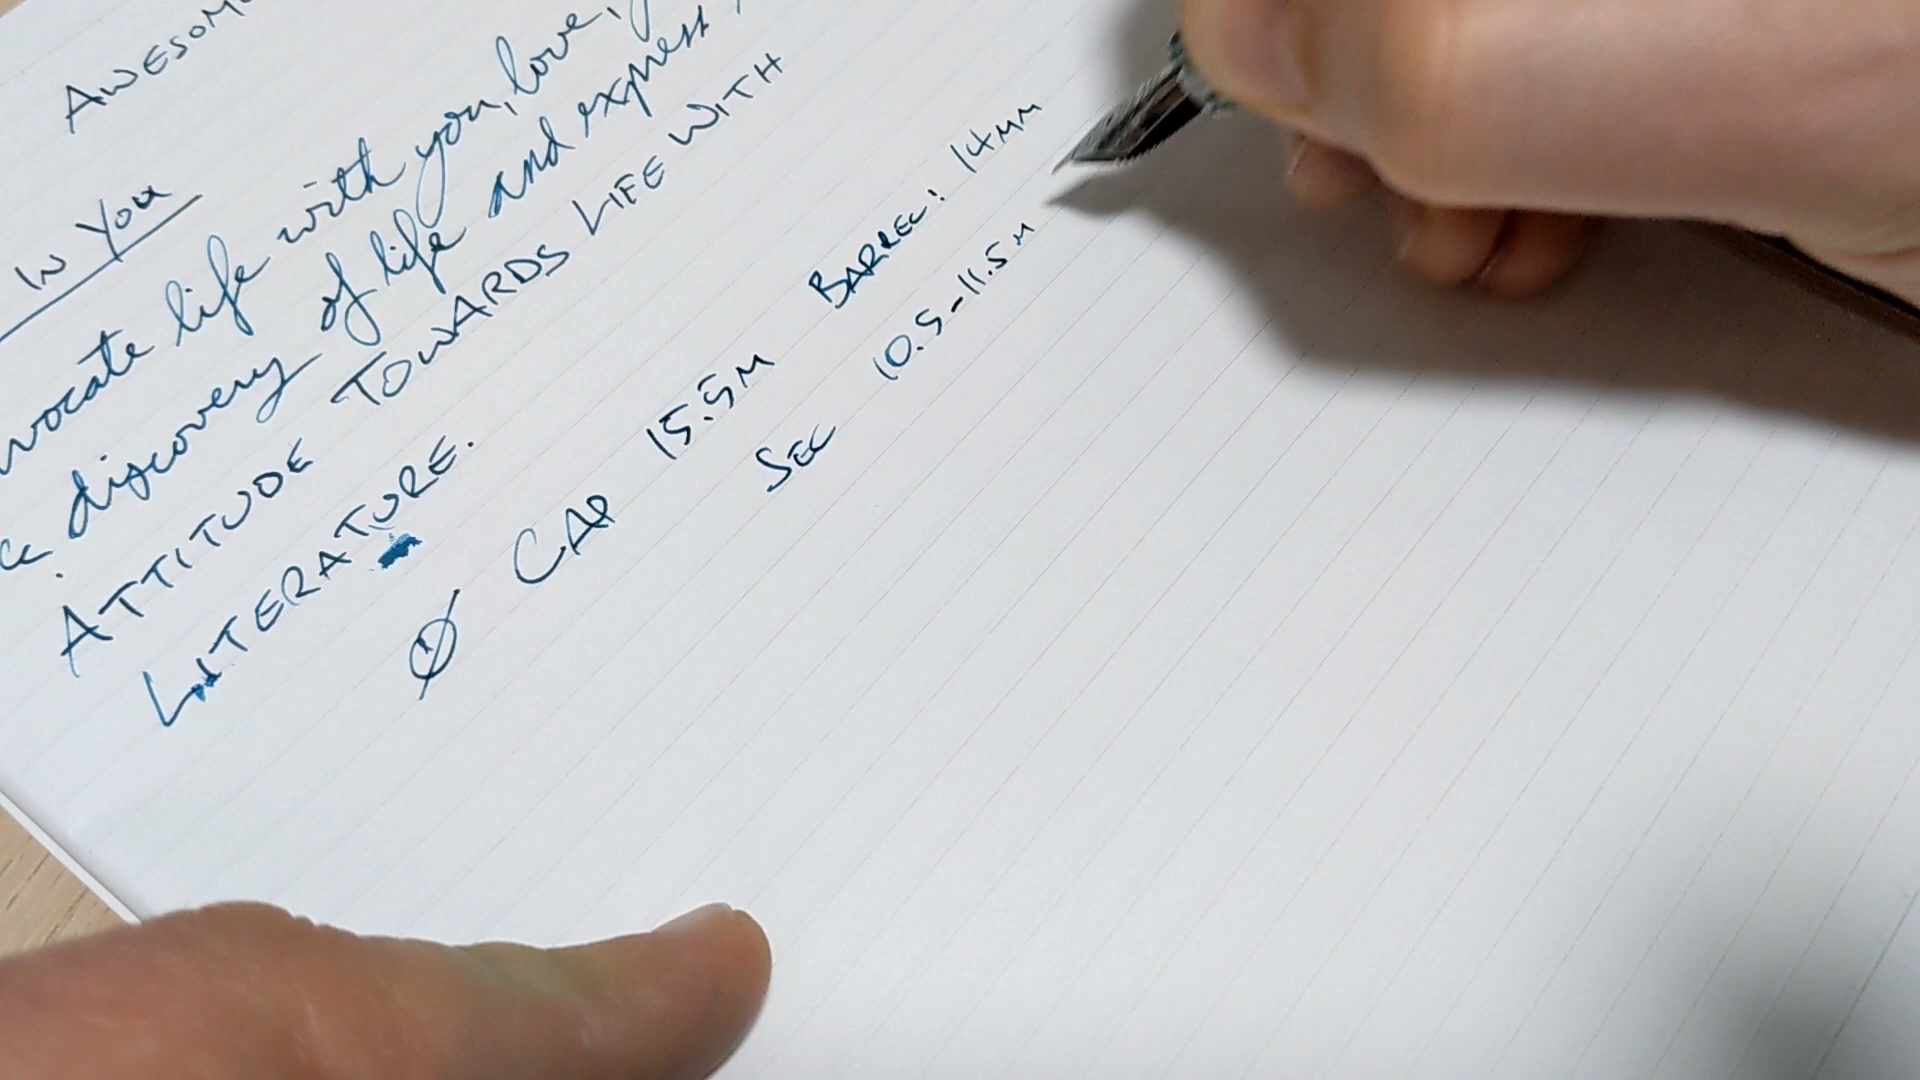 AWESOM
IN YOU
vocate life with you, love,
discovery of life and express
ATTITUDE TOWARDS LIFE WITH
LITERATURE.
Ø CAP 15.5M BARREL: 14MM
SEC 10.5-11.5M